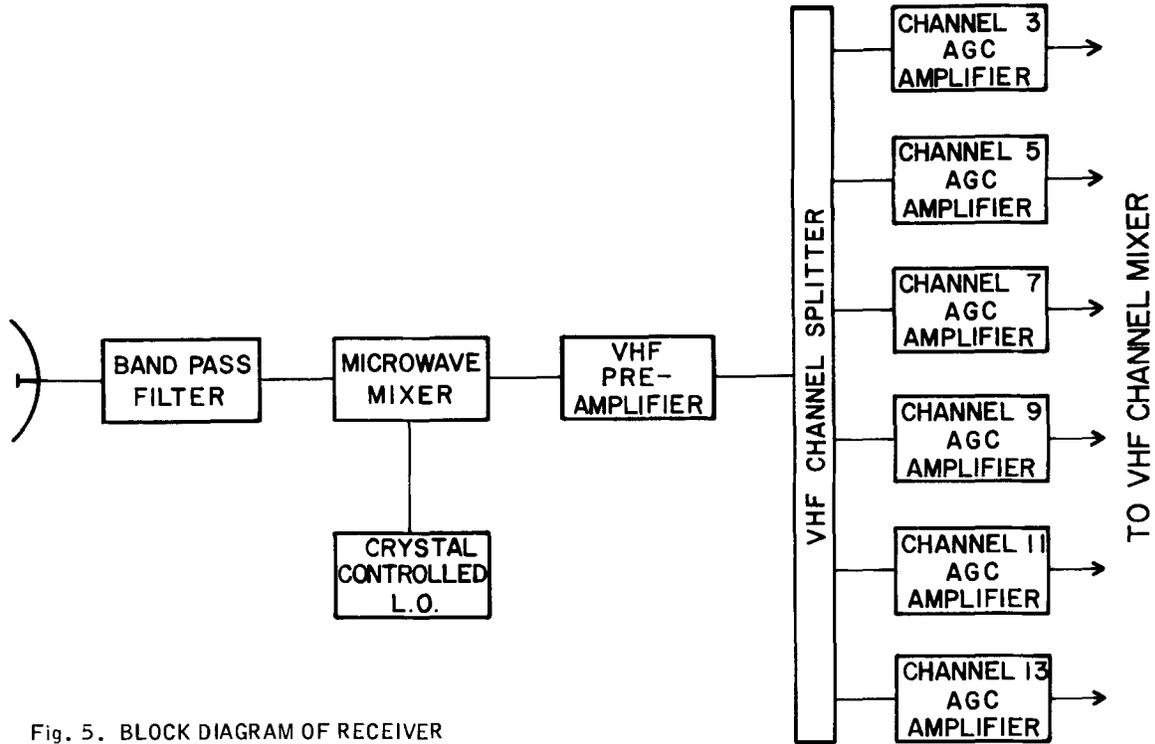 BAND PASS
FILTER
MICROWAVE
MIXER
CRYSTAL
CONTROLLED
L.O.
VHF
PRE-
AMPLIFIER
VHF CHANNEL SPLITTER
CHANNEL 3
AGC
AMPLIFIER
CHANNEL 5
AGC
AMPLIFIER
CHANNEL 7
AGC
AMPLIFIER
CHANNEL 9
AGC
AMPLIFIER
CHANNEL 11
AGC
AMPLIFIER
CHANNEL 13
AGC
AMPLIFIER
TO VHF CHANNEL MIXER
Fig. 5. BLOCK DIAGRAM OF RECEIVER